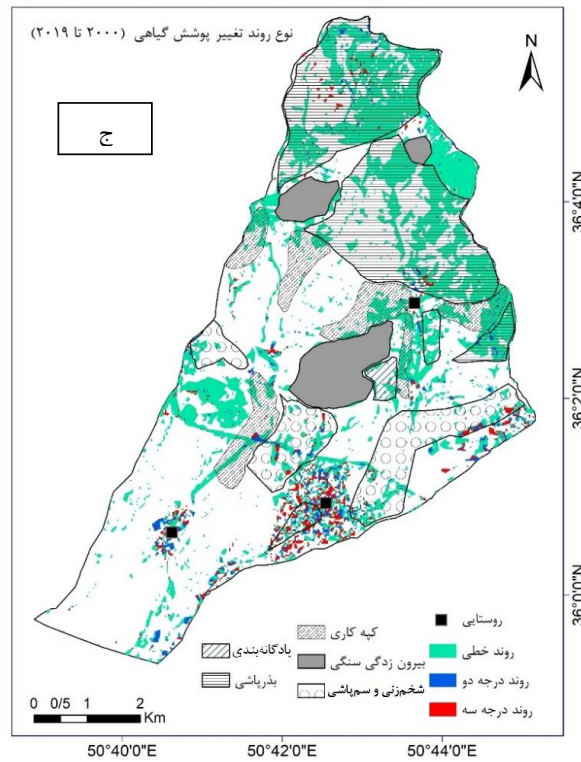 نوع روند تغییر پوشش گیاهی (۲۰۰۰ تا ۲۰۱۹)
N
ج
36°4'0"N
36°2'0"N
36°0'0"N
روستایی
روند خطی
روند درجه دو
روند درجه سه
کپه کاری
بیرون زدگی سنگی
شخم‌زنی و سم‌پاشی
پادگانه‌بندی
بذرپاشی
0 0/5 1 2
Km
50°40'0"E 50°42'0"E 50°44'0"E